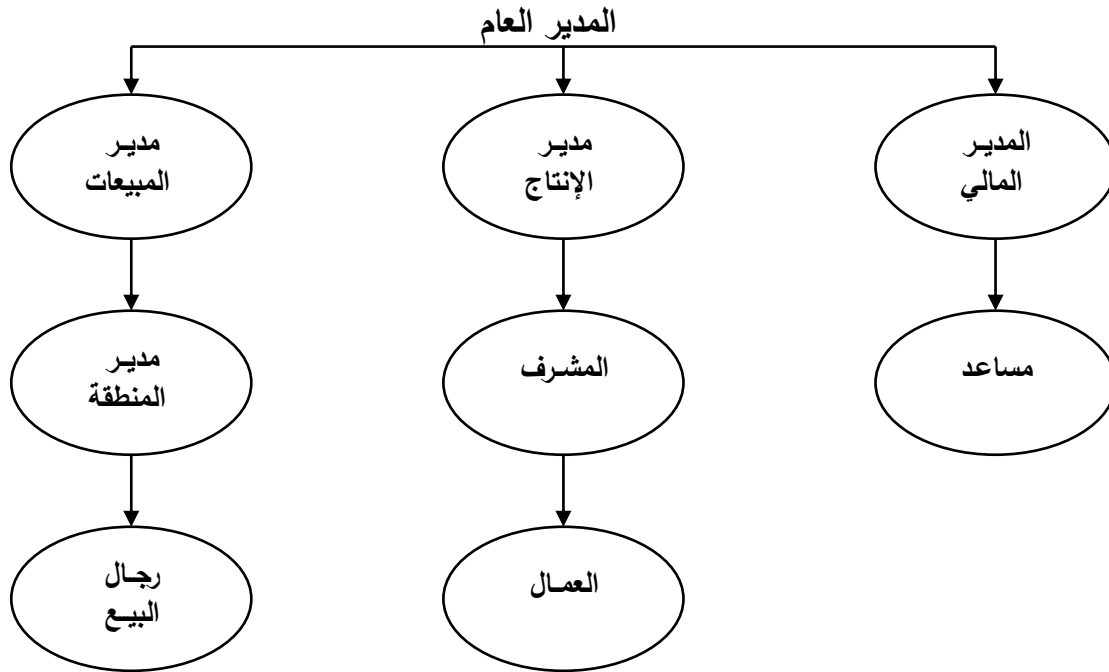 المدير العام
المدير
المالي
مدير
الإنتاج
مدير
المبيعات
مساعد
المشرف
مدير
المنطقة
العمال
رجال
البيع